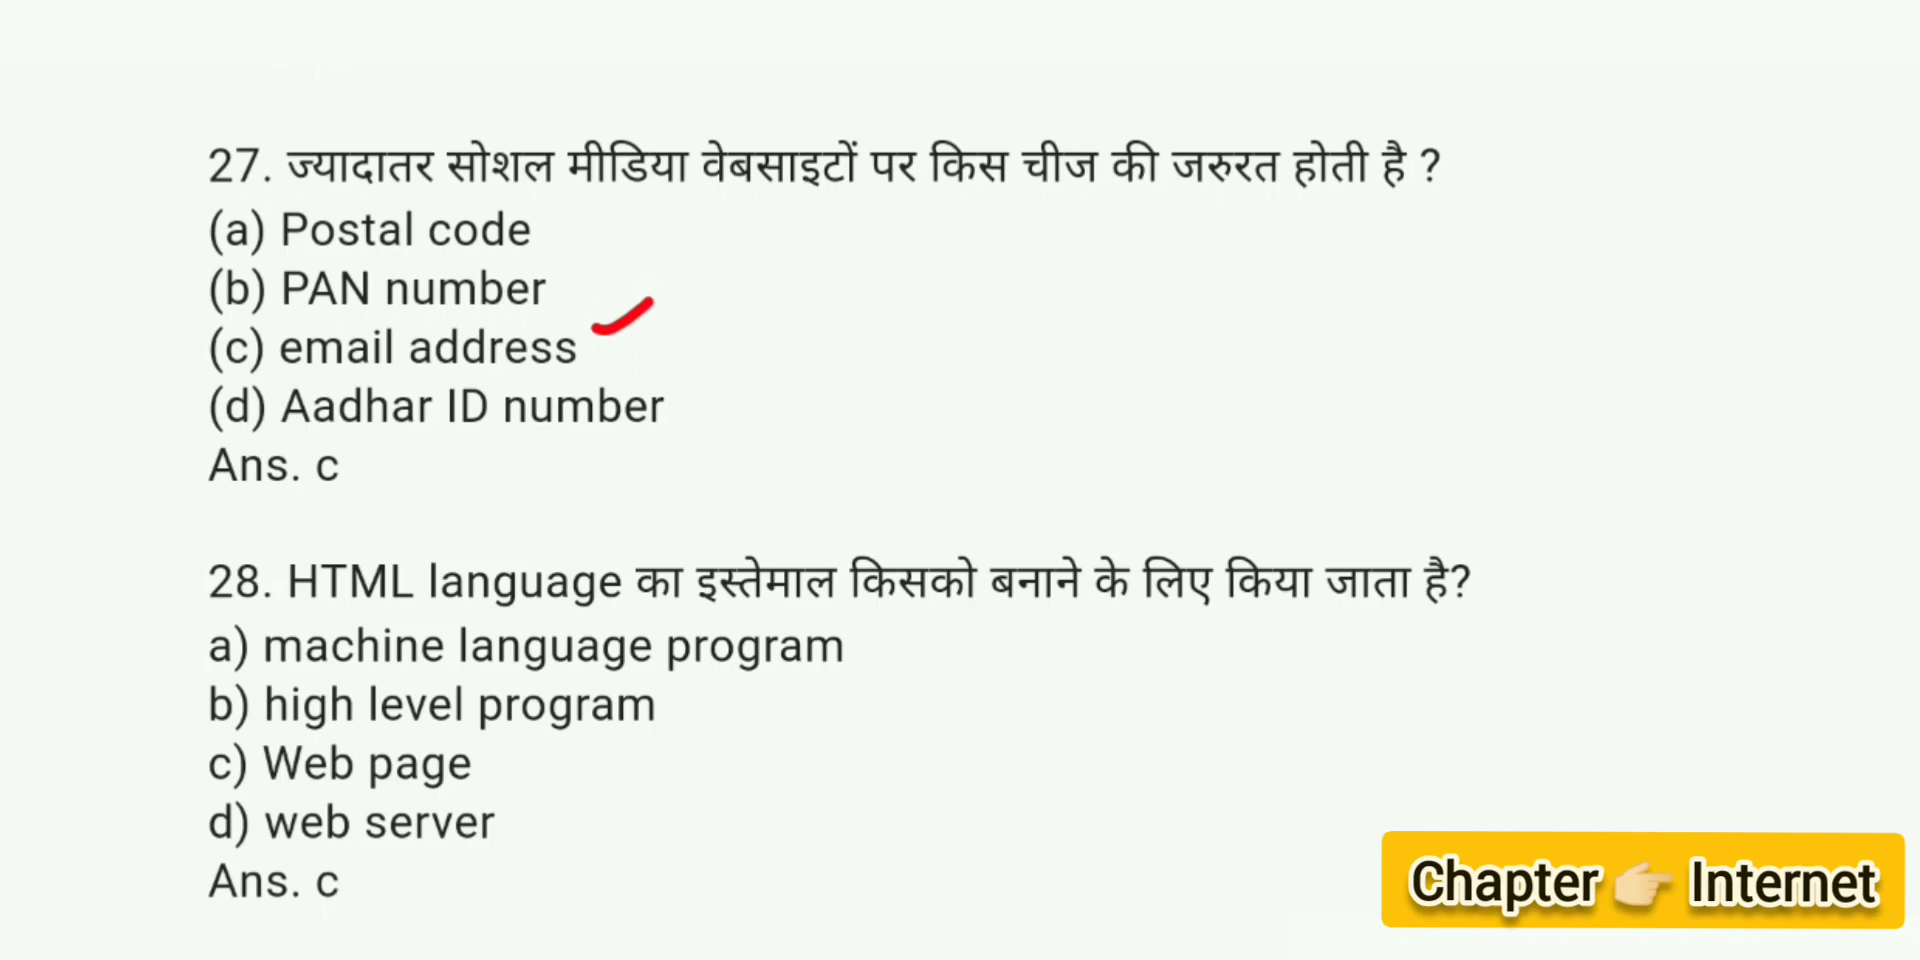 27. ज्यादातर सोशल मीडिया वेबसाइटों पर किस चीज की जरुरत होती है ?
(a) Postal code
(b) PAN number
(c) email address
(d) Aadhar ID number
Ans. c
28. HTML language का इस्तेमाल किसको बनाने के लिए किया जाता है?
a) machine language program
b) high level program
c) Web page
d) web server
Ans. c
Chapter 👉 Internet